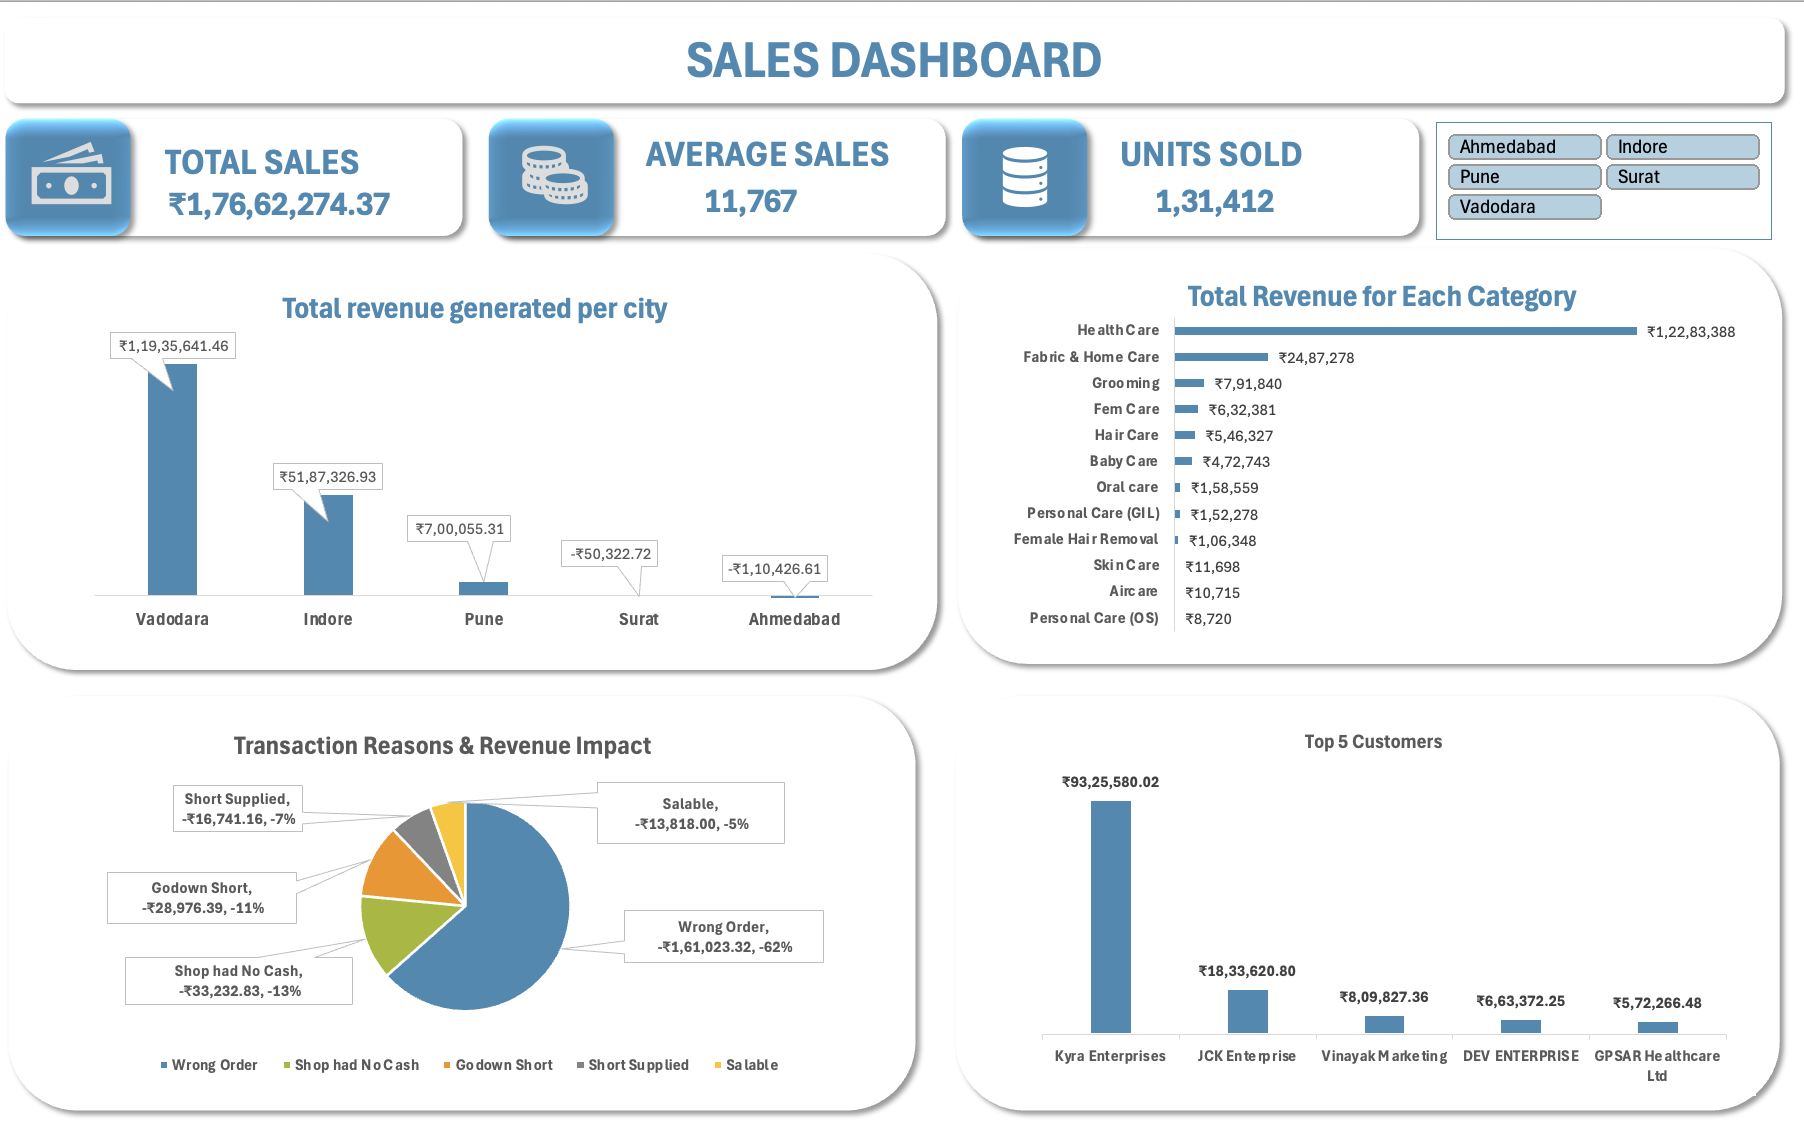 SALES DASHBOARD
TOTAL SALES
₹1,76,62,274.37
AVERAGE SALES
11,767
UNITS SOLD
1,31,412
Ahmedabad
Indore
Pune
Surat
Vadodara
Total revenue generated per city
₹1,19,35,641.46
₹51,87,326.93
₹7,00,055.31
-₹50,322.72
-₹1,10,426.61
Vadodara
Indore
Pune
Surat
Ahmedabad
Total Revenue for Each Category
Health Care ₹1,22,83,388
Fabric & Home Care ₹24,87,278
Grooming ₹7,91,840
Fem Care ₹6,32,381
Hair Care ₹5,46,327
Baby Care ₹4,72,743
Oral care ₹1,58,559
Personal Care (GIL) ₹1,52,278
Female Hair Removal ₹1,06,348
Skin Care ₹11,698
Aircare ₹10,715
Personal Care (OS) ₹8,720
Transaction Reasons & Revenue Impact
Short Supplied,
-₹16,741.16, -7%
Salable,
-₹13,818.00, -5%
Godown Short,
-₹28,976.39, -11%
Wrong Order,
-₹1,61,023.32, -62%
Shop had No Cash,
-₹33,232.83, -13%
Wrong Order
Shop had No Cash
Godown Short
Short Supplied
Salable
Top 5 Customers
₹93,25,580.02
₹18,33,620.80
₹8,09,827.36
₹6,63,372.25
₹5,72,266.48
Kyra Enterprises
JCK Enterprise
Vinayak Marketing
DEV ENTERPRISE
GPSAR Healthcare
Ltd